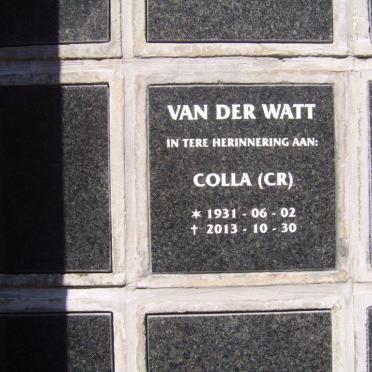 VAN DER WATT
IN TERE HERINNERING AAN:
COLLA (CR)
✶ 1931 - 06 - 02
† 2013 - 10 - 30